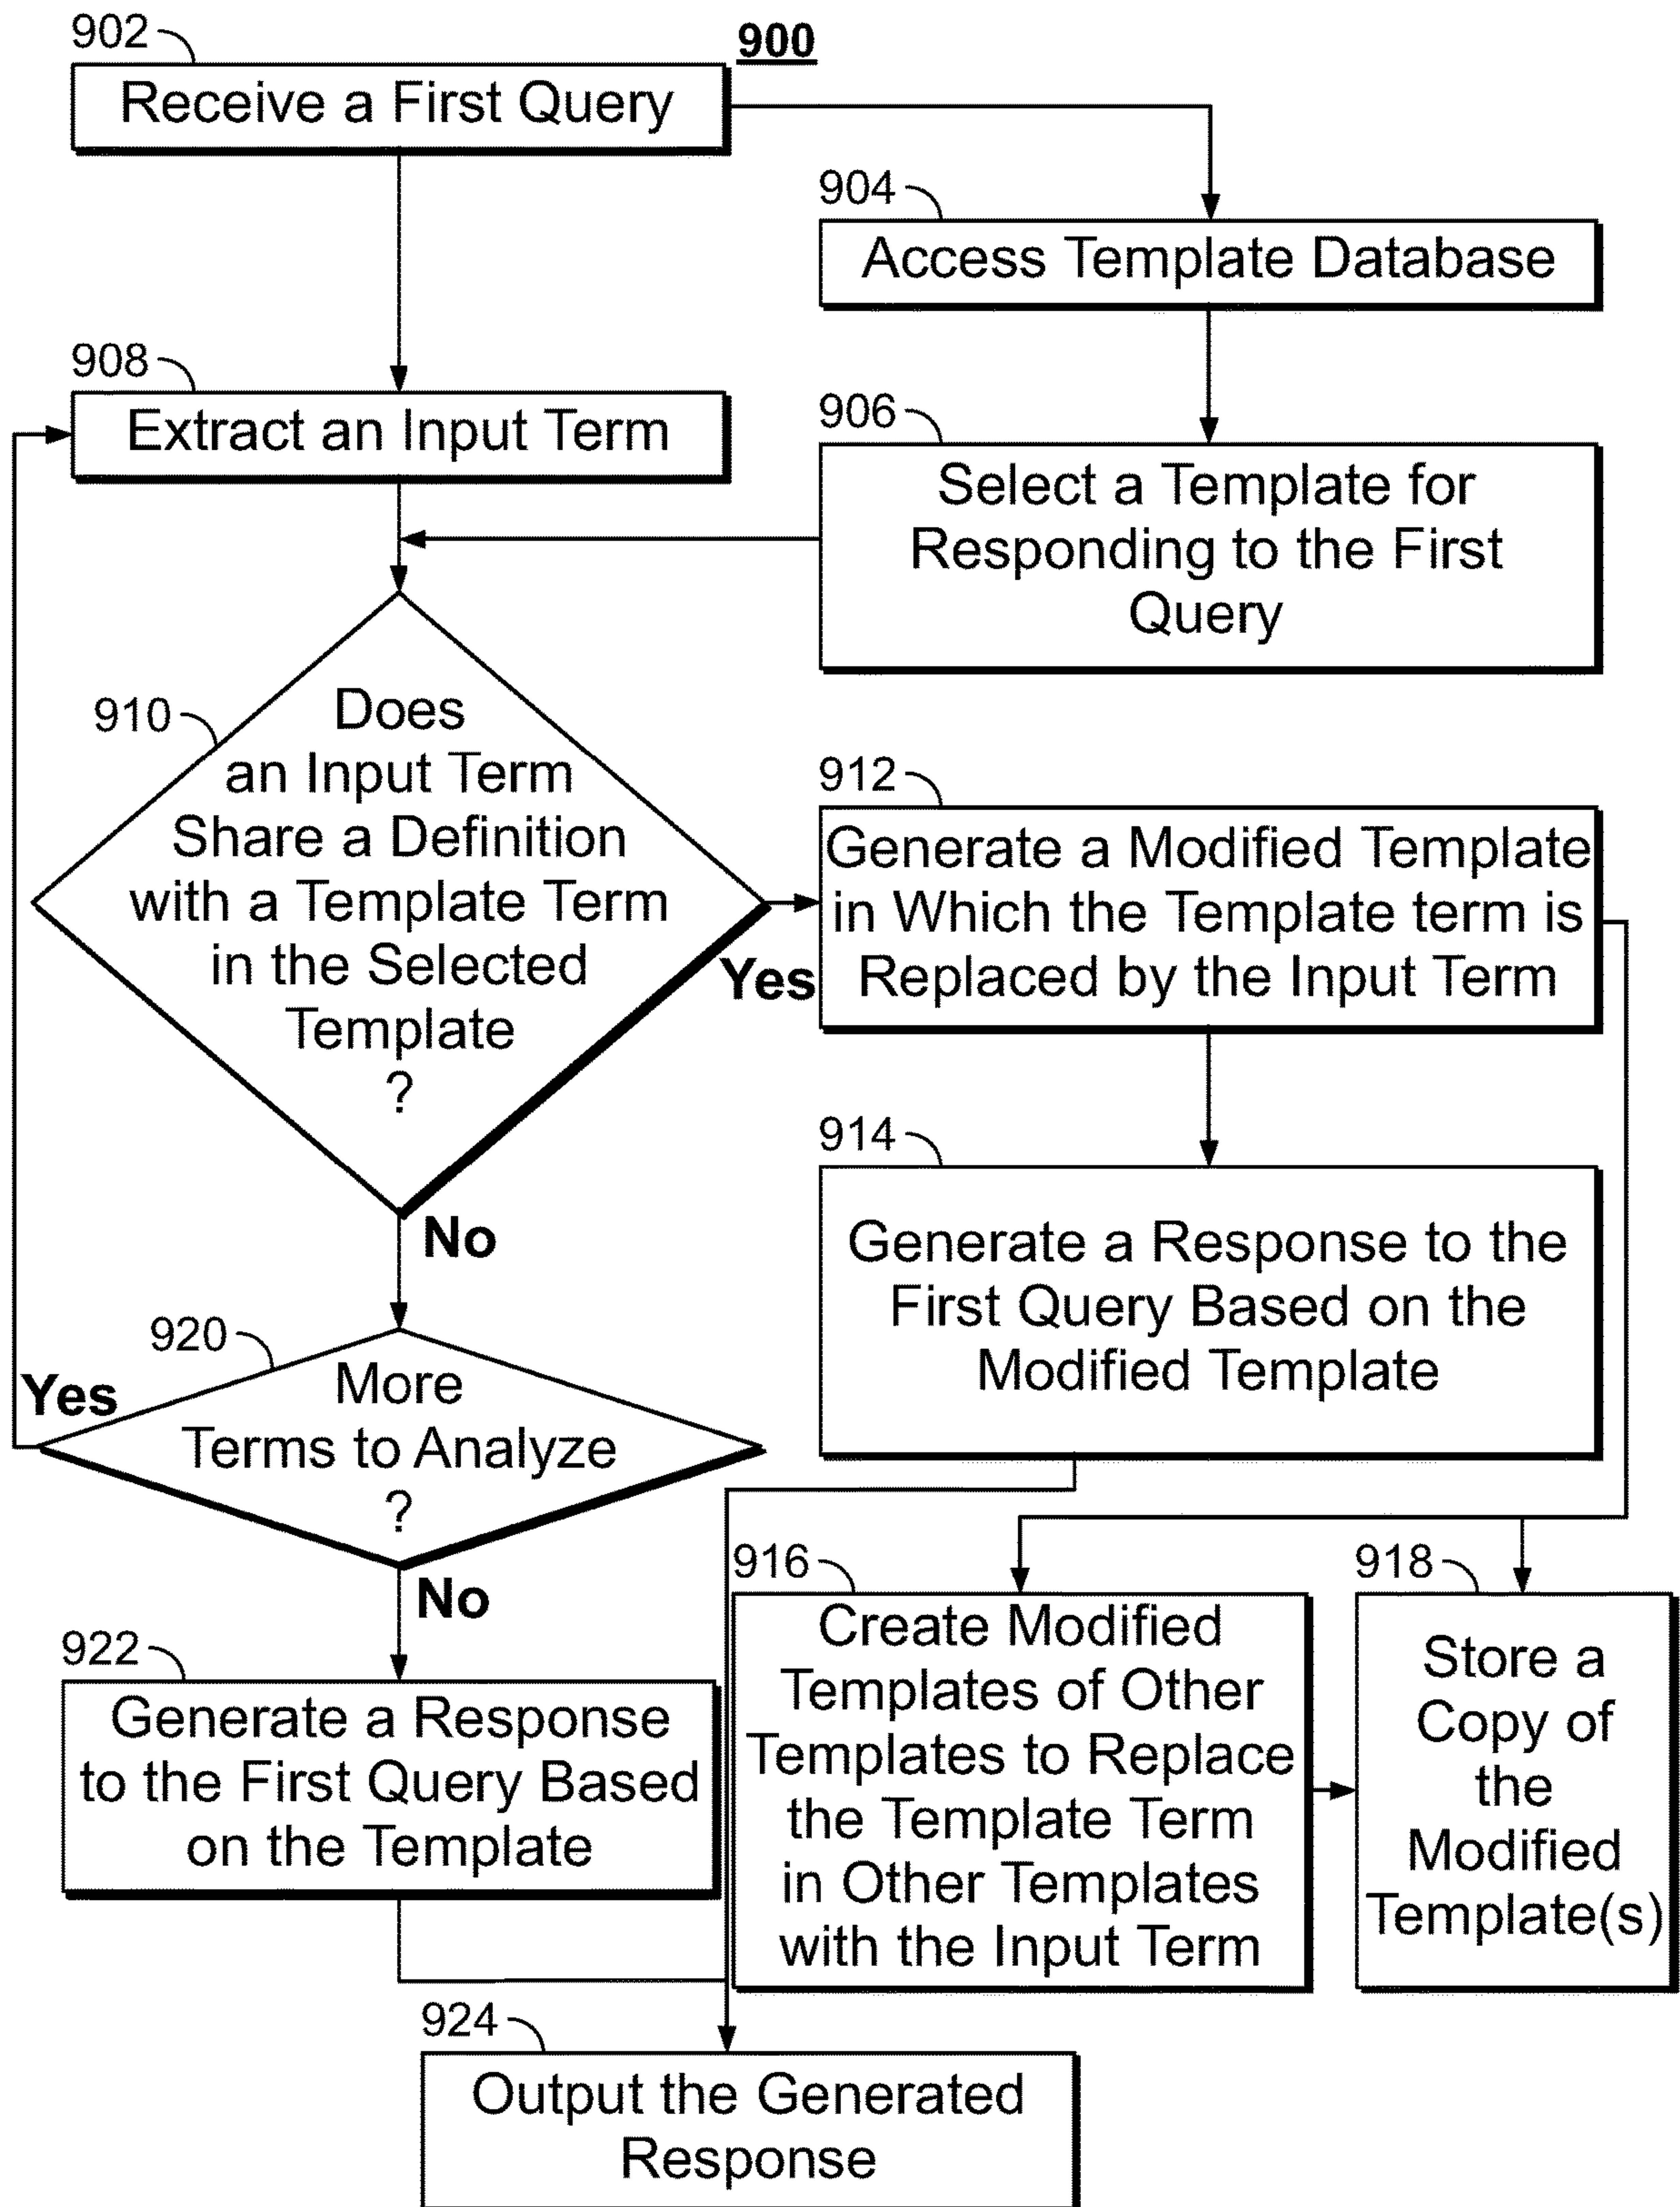 902
900
Receive a First Query
904
Access Template Database
908
Extract an Input Term
906
Select a Template for
Responding to the First
Query
910
Does
an Input Term
Share a Definition
with a Template Term
in the Selected
Template
?
Yes
No
912
Generate a Modified Template
in Which the Template term is
Replaced by the Input Term
914
Generate a Response to the
First Query Based on the
Modified Template
920
More
Terms to Analyze
?
Yes
No
916
Create Modified
Templates of Other
Templates to Replace
the Template Term
in Other Templates
with the Input Term
918
Store a
Copy of
the
Modified
Template(s)
922
Generate a Response
to the First Query Based
on the Template
924
Output the Generated
Response